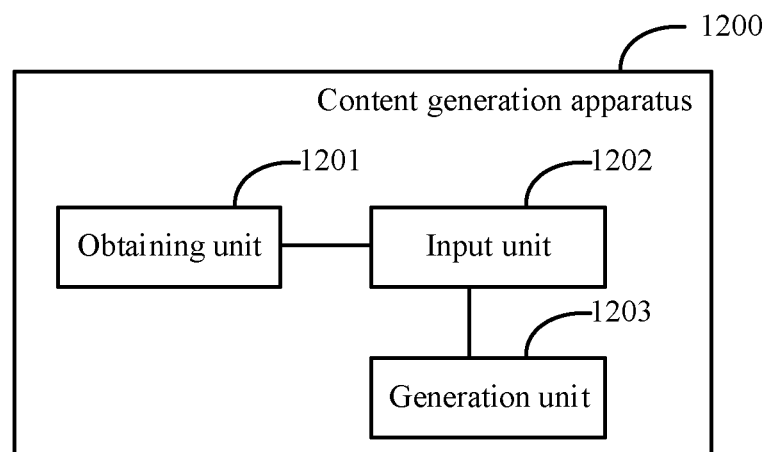 1200
Content generation apparatus
1201
1202
Obtaining unit
Input unit
1203
Generation unit